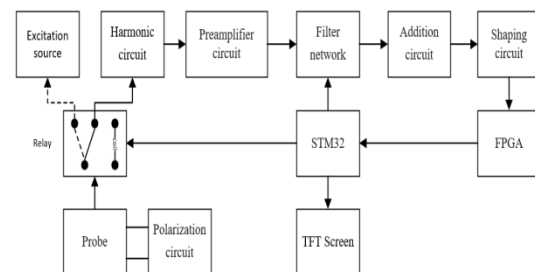 Excitation
source
Harmonic
circuit
Preamplifier
circuit
Filter
network
Addition
circuit
Shaping
circuit
Relay
coil
STM32
FPGA
Probe
Polarization
circuit
TFT Screen